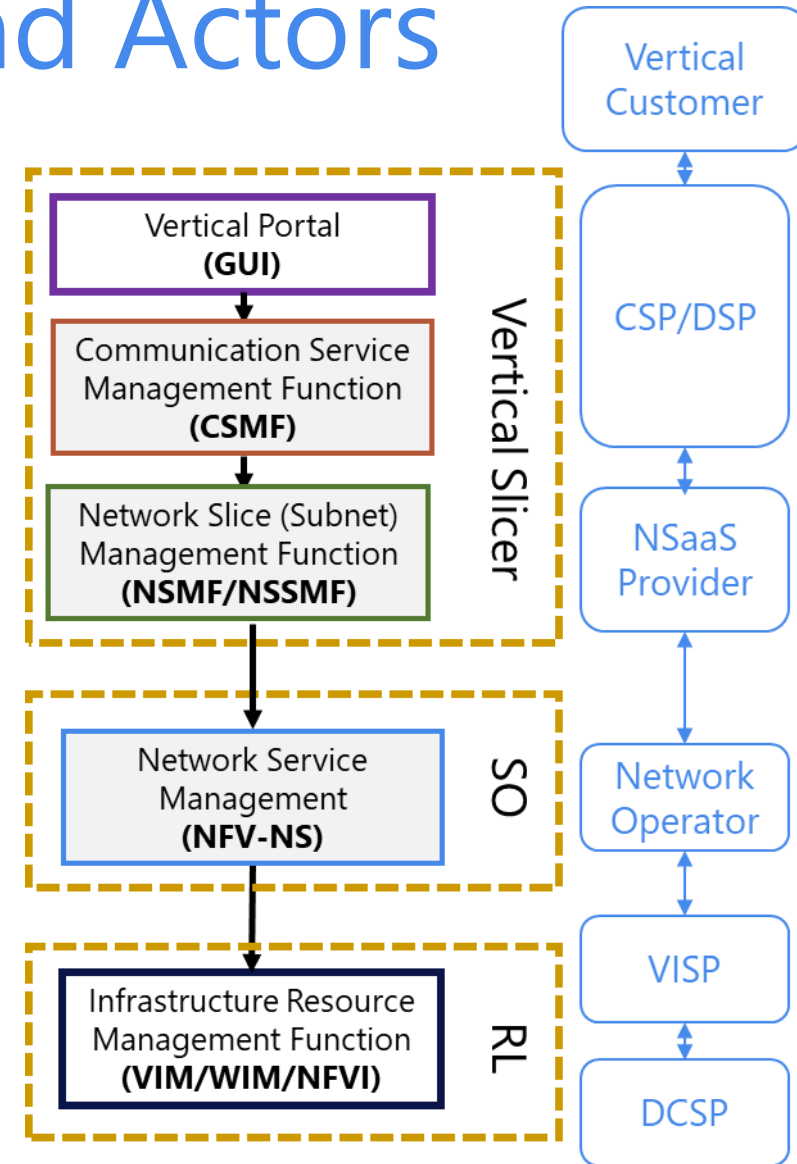 nd Actors
Vertical Portal
(GUI)
Communication Service
Management Function
(CSMF)
Network Slice (Subnet)
Management Function
(NSMF/NSSMF)
Vertical Slicer
Network Service
Management
(NFV-NS)
SO
Infrastructure Resource
Management Function
(VIM/WIM/NFVI)
RL
Vertical
Customer
CSP/DSP
NSaaS
Provider
Network
Operator
VISP
DCSP